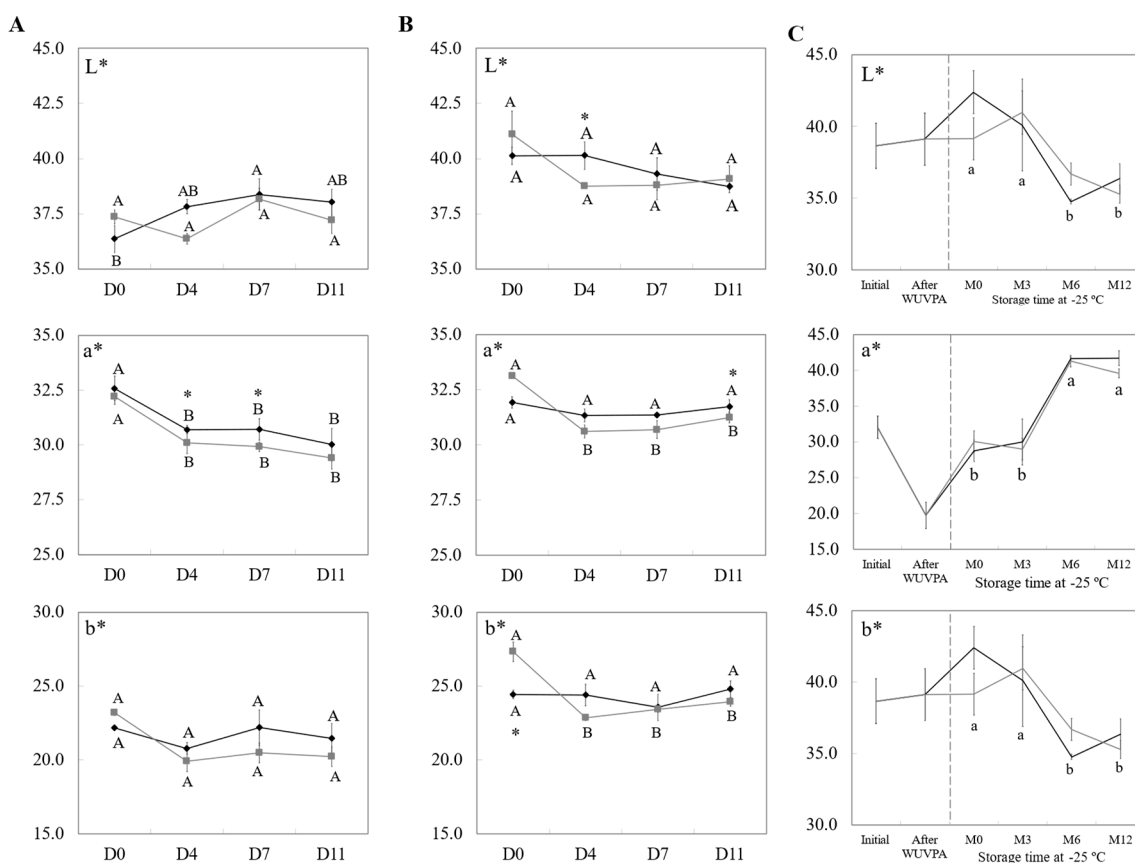 A
L*
45.0
42.5
40.0
37.5
35.0
A AB A AB
B A A A
D0 D4 D7 D11
a*
35.0
32.5
30.0
27.5
25.0
A * B * B B
A B B B
D0 D4 D7 D11
b*
30.0
25.0
20.0
15.0
A A A A
A A A A
D0 D4 D7 D11
B
L*
45.0
42.5
40.0
37.5
35.0
A * A A A
A A A A
D0 D4 D7 D11
a*
35.0
32.5
30.0
27.5
25.0
A A A * A
A B B B
D0 D4 D7 D11
b*
30.0
25.0
20.0
15.0
A A A A
A * B B B
D0 D4 D7 D11
C
L*
45.0
40.0
35.0
30.0
a a b b
Initial After WUVPA M0 M3 M6 M12
Storage time at -25 ºC
a*
45.0
40.0
35.0
30.0
25.0
20.0
15.0
b b a a
Initial After WUVPA M0 M3 M6 M12
Storage time at -25 ºC
b*
45.0
40.0
35.0
30.0
a a b b
Initial After WUVPA M0 M3 M6 M12
Storage time at -25 ºC